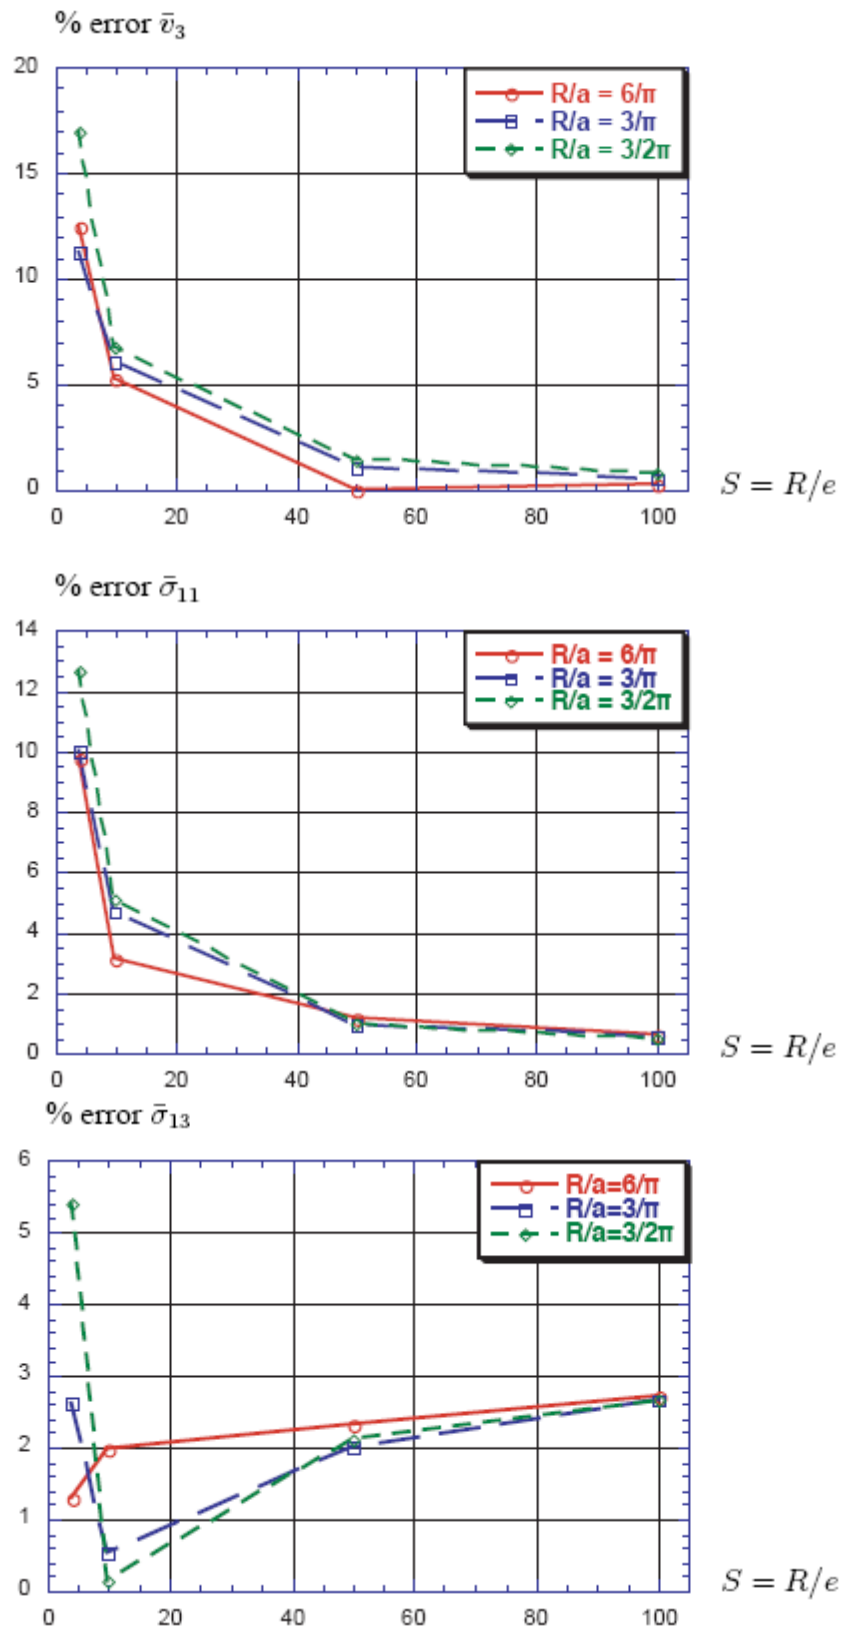 % error v̄₃
20
15
10
5
0
0 20 40 60 80 100
R/a = 6/π
R/a = 3/π
R/a = 3/2π
S = R/e
% error σ̄₁₁
14
12
10
8
6
4
2
0
0 20 40 60 80 100
R/a = 6/π
R/a = 3/π
R/a = 3/2π
S = R/e
% error σ̄₁₃
6
5
4
3
2
1
0
0 20 40 60 80 100
R/a=6/π
R/a=3/π
R/a=3/2π
S = R/e